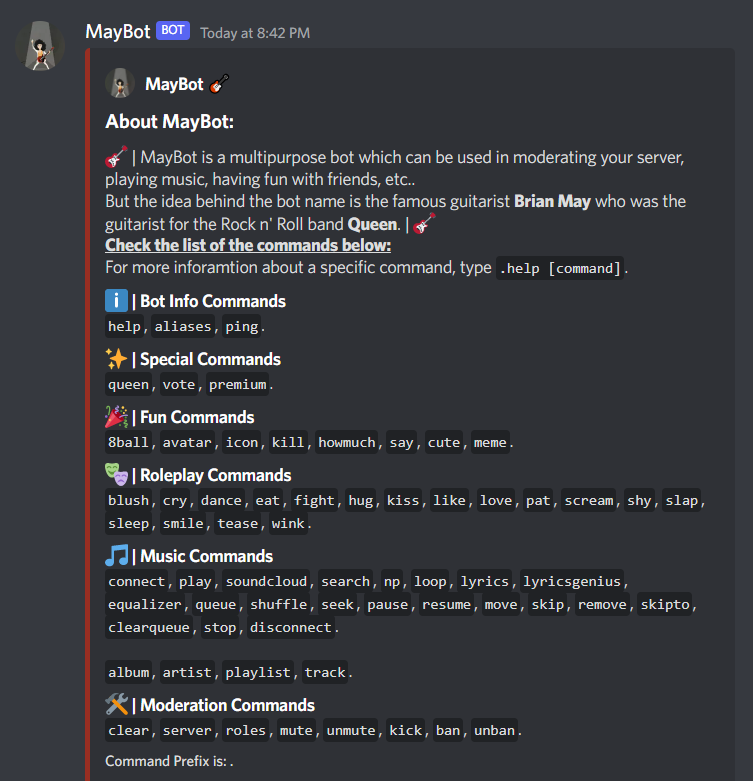 MayBot BOT Today at 8:42 PM
MayBot
About MayBot:
| MayBot is a multipurpose bot which can be used in moderating your server,
playing music, having fun with friends, etc..
But the idea behind the bot name is the famous guitarist Brian May who was the
guitarist for the Rock n' Roll band Queen. |
Check the list of the commands below:
For more inforamtion about a specific command, type .help [command].
| Bot Info Commands
help, aliases, ping.
| Special Commands
queen, vote, premium.
| Fun Commands
8ball, avatar, icon, kill, howmuch, say, cute, meme.
| Roleplay Commands
blush, cry, dance, eat, fight, hug, kiss, like, love, pat, scream, shy, slap,
sleep, smile, tease, wink.
| Music Commands
connect, play, soundcloud, search, np, loop, lyrics, lyricsgenius,
equalizer, queue, shuffle, seek, pause, resume, move, skip, remove, skipto,
clearqueue, stop, disconnect.
album, artist, playlist, track.
| Moderation Commands
clear, server, roles, mute, unmute, kick, ban, unban.
Command Prefix is: .